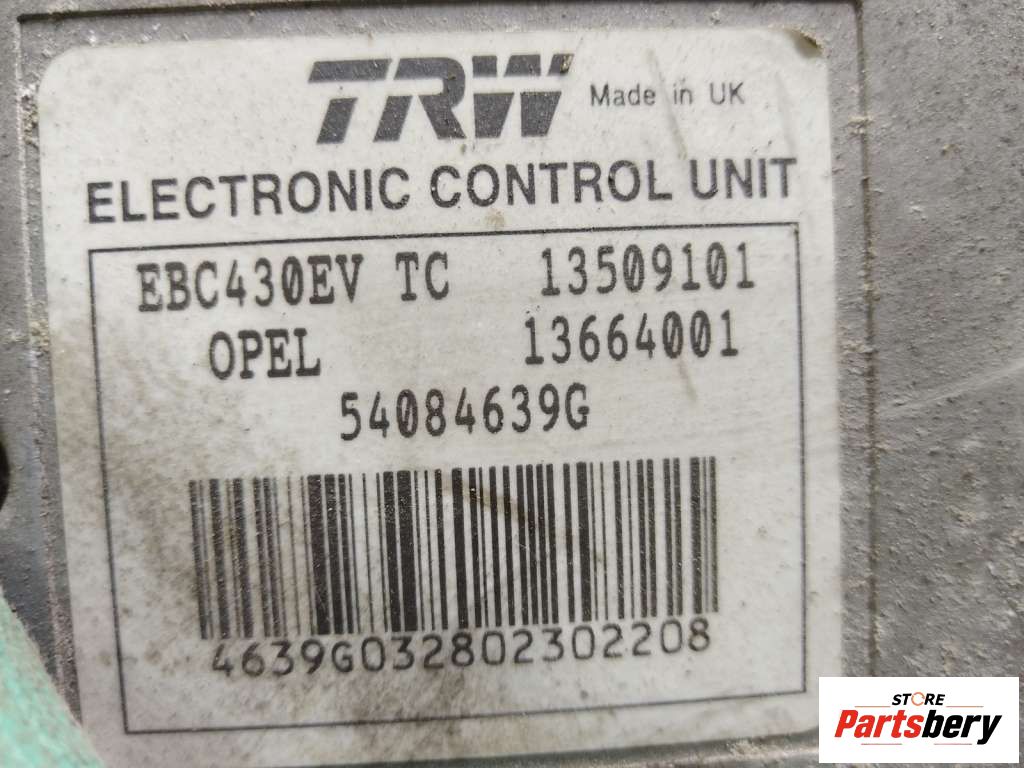 TRW Made in UK
ELECTRONIC CONTROL UNIT
EBC430EV TC 13509101
OPEL 13664001
54084639G
4639G032802302208
STORE
Partsbery